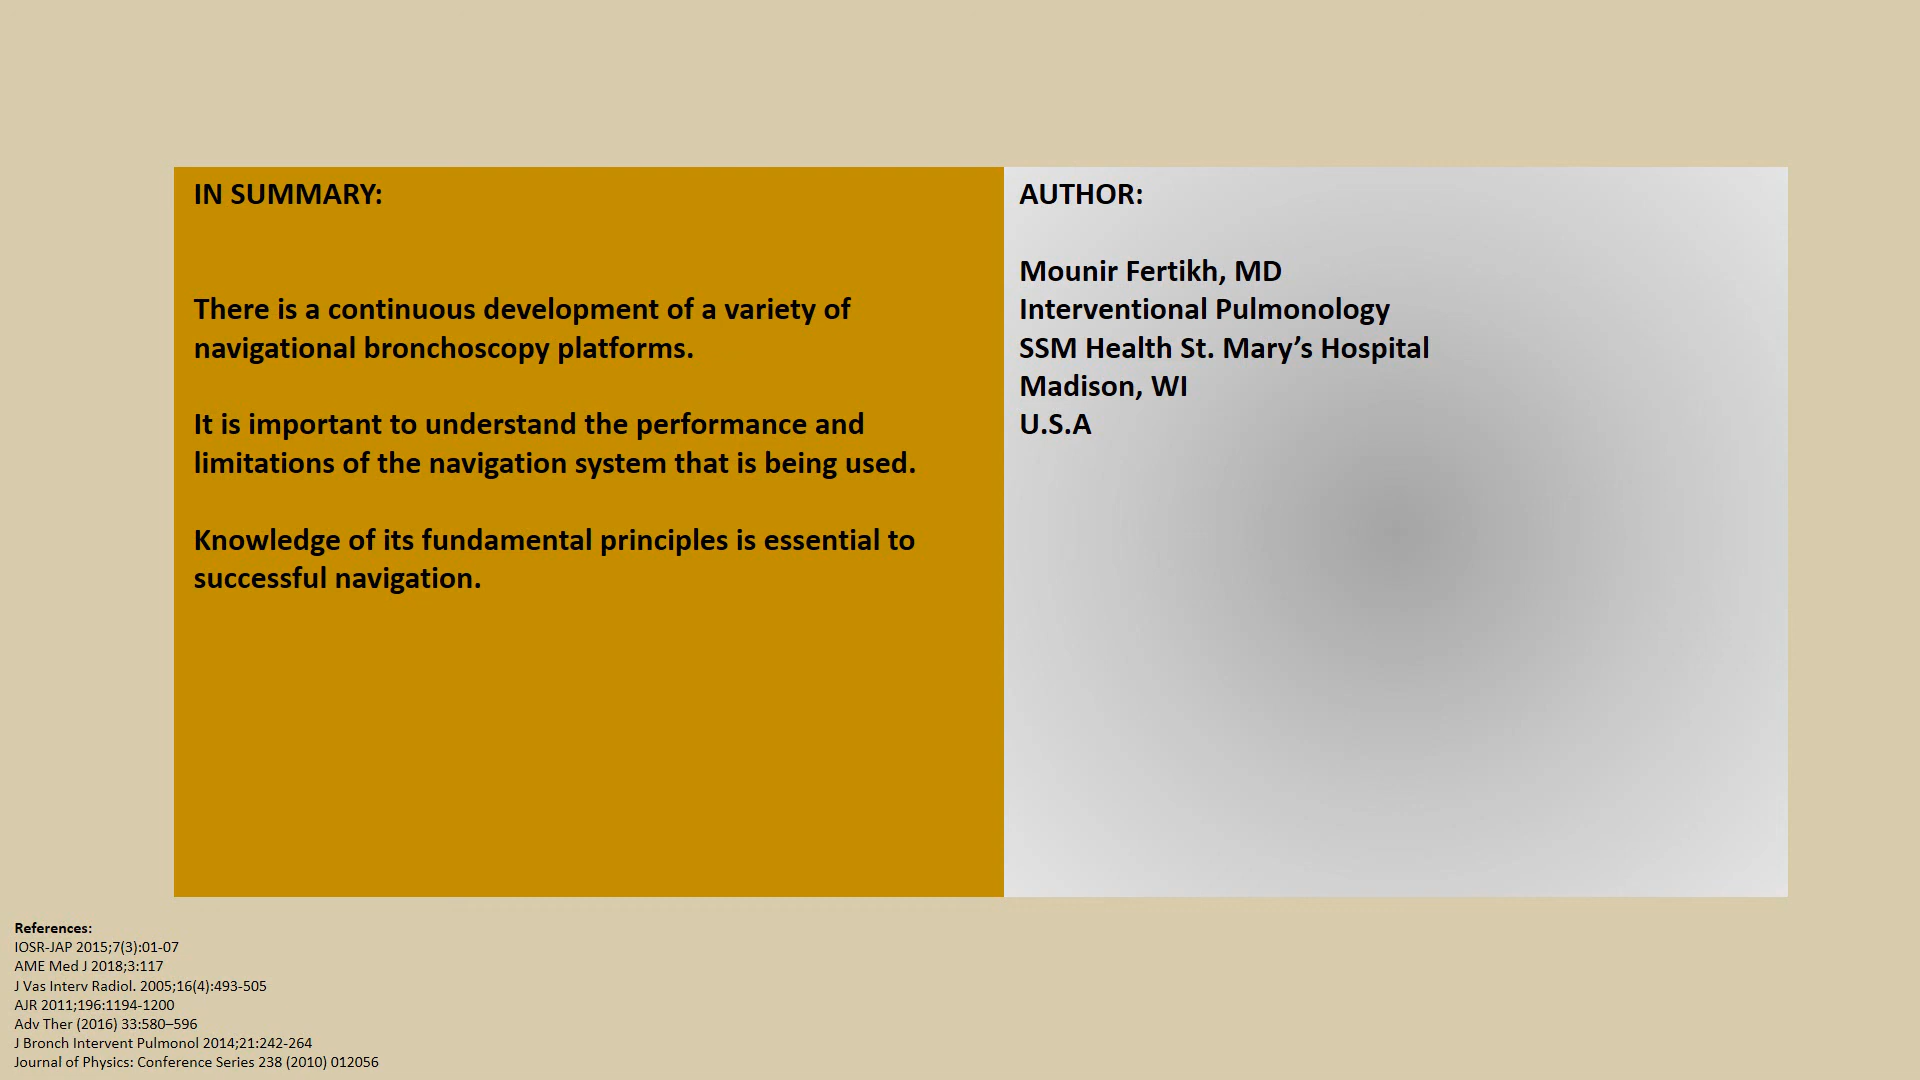 IN SUMMARY:
There is a continuous development of a variety of
navigational bronchoscopy platforms.
It is important to understand the performance and
limitations of the navigation system that is being used.
Knowledge of its fundamental principles is essential to
successful navigation.
AUTHOR:
Mounir Fertikh, MD
Interventional Pulmonology
SSM Health St. Mary’s Hospital
Madison, WI
U.S.A
References:
IOSR-JAP 2015;7(3):01-07
AME Med J 2018;3:117
J Vas Interv Radiol. 2005;16(4):493-505
AJR 2011;196:1194-1200
Adv Ther (2016) 33:580–596
J Bronch Intervent Pulmonol 2014;21:242-264
Journal of Physics: Conference Series 238 (2010) 012056